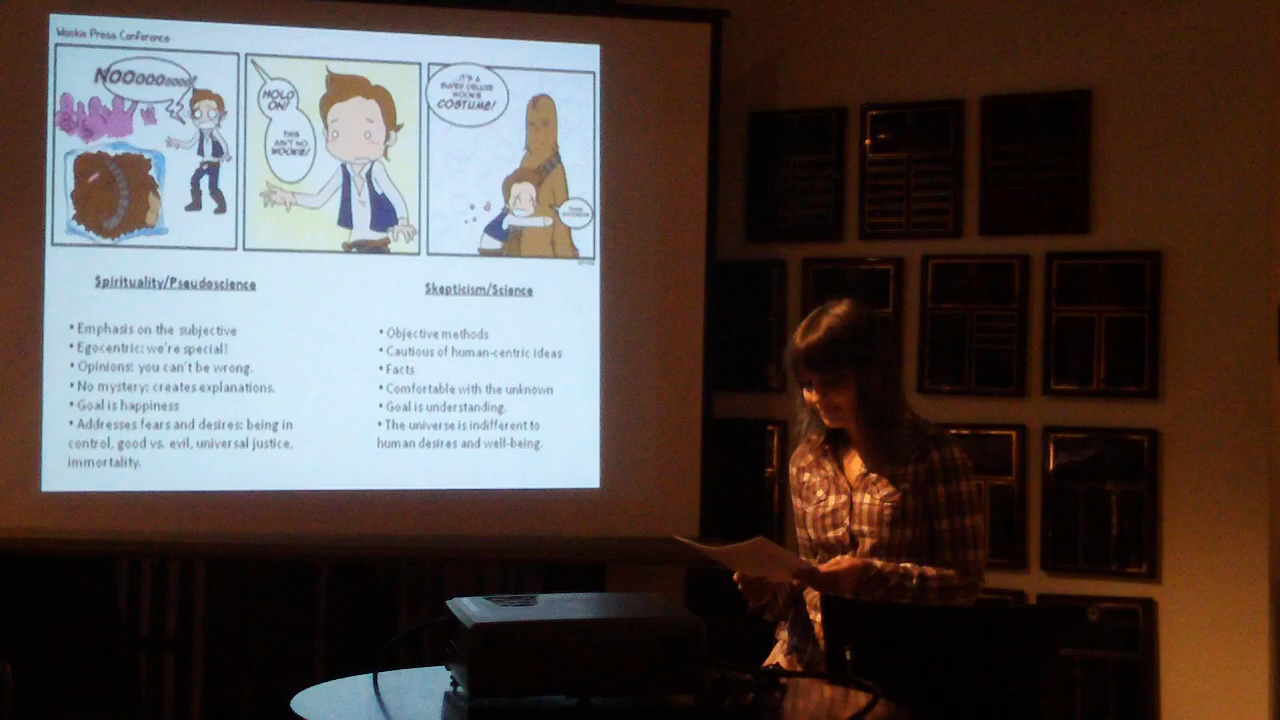 Wookie Press Conference
NOOOOOOOOO!
HOLD
ON!
THIS
AIN'T NO
WOOKIE!
...IT'S A
SUPER DELUXE
WOOKIE
COSTUME!
Spirituality/Pseudoscience
• Emphasis on the subjective
• Egocentric: we're special!
• Opinions: you can't be wrong.
• No mystery: creates explanations.
• Goal is happiness
• Addresses fears and desires: being in
control, good vs. evil, universal justice,
immortality.
Skepticism/Science
• Objective methods
• Cautious of human-centric ideas
• Facts
• Comfortable with the unknown
• Goal is understanding.
• The universe is indifferent to
human desires and well-being.